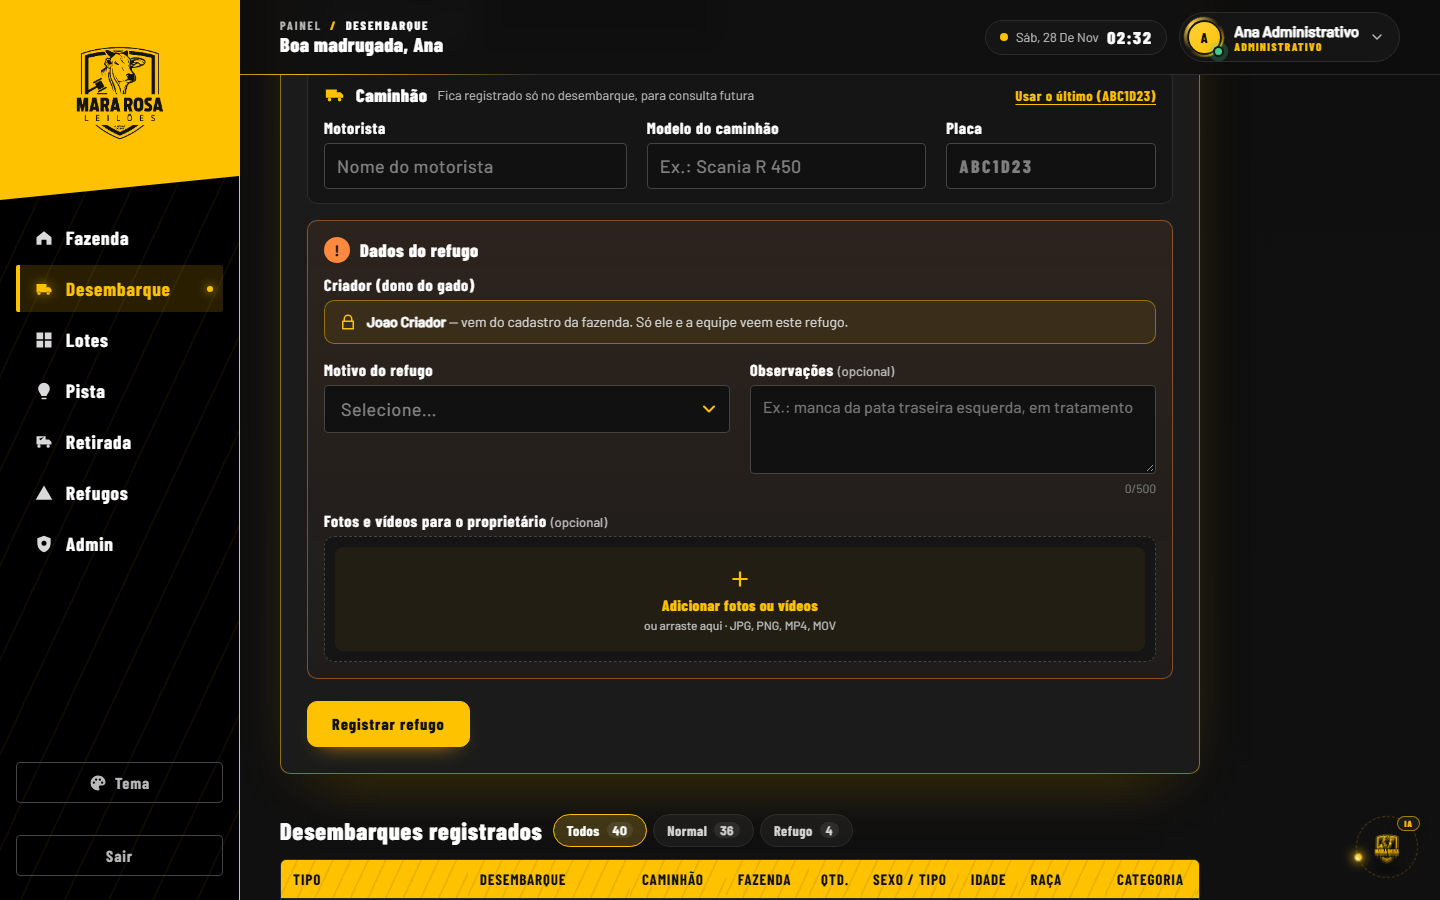 MARA ROSA
LEILÕES
Fazenda
Desembarque
Lotes
Pista
Retirada
Refugos
Admin
Tema
Sair
PAINEL / DESEMBARQUE
Boa madrugada, Ana
Sáb, 28 De Nov 02:32
A
Ana Administrativo
ADMINISTRATIVO
Caminhão Fica registrado só no desembarque, para consulta futura Usar o último (ABC1D23)
Motorista Modelo do caminhão Placa
Nome do motorista Ex.: Scania R 450 ABC1D23
! Dados do refugo
Criador (dono do gado)
Joao Criador — vem do cadastro da fazenda. Só ele e a equipe veem este refugo.
Motivo do refugo Observações (opcional)
Selecione... Ex.: manca da pata traseira esquerda, em tratamento
0/500
Fotos e vídeos para o proprietário (opcional)
Adicionar fotos ou vídeos
ou arraste aqui · JPG, PNG, MP4, MOV
Registrar refugo
Desembarques registrados Todos 40 Normal 36 Refugo 4
TIPO DESEMBARQUE CAMINHÃO FAZENDA QTD. SEXO / TIPO IDADE RAÇA CATEGORIA
IA
MARA ROSA